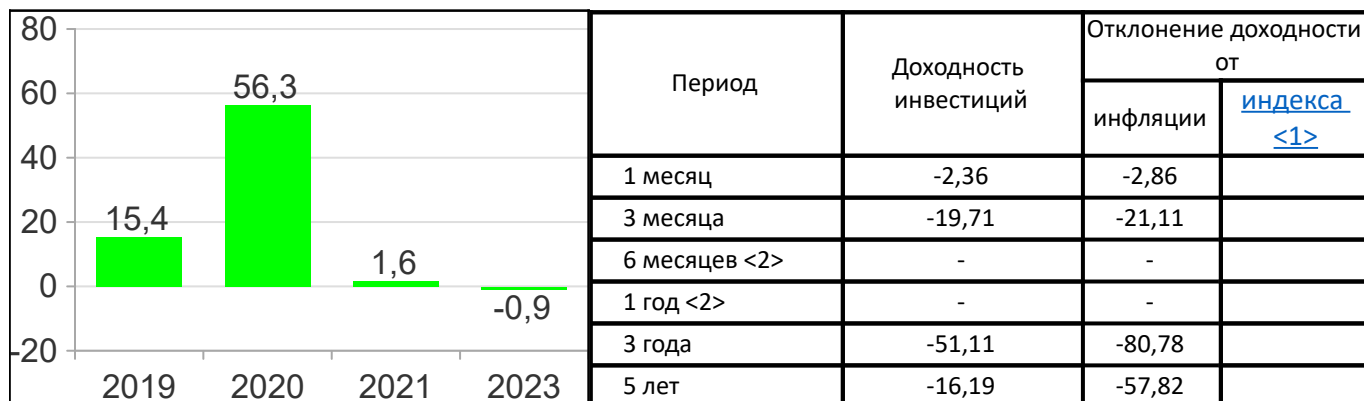 80
60
40
20
0
-20
15,4
56,3
1,6
-0,9
2019 2020 2021 2023
Период
Доходность
инвестиций
Отклонение доходности
от
инфляции
индекса
<1>
1 месяц -2,36 -2,86
3 месяца -19,71 -21,11
6 месяцев <2> - -
1 год <2> - -
3 года -51,11 -80,78
5 лет -16,19 -57,82